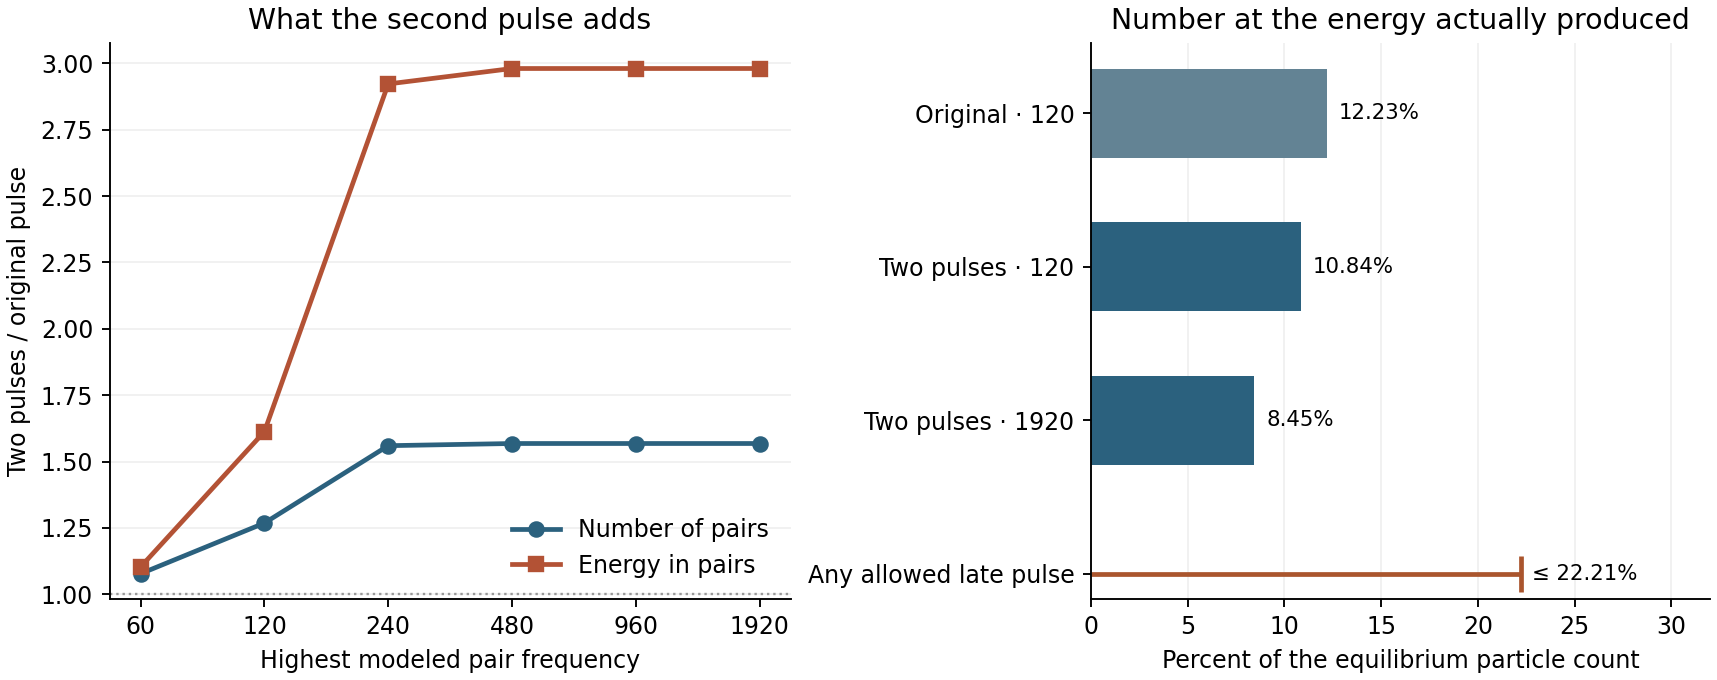 What the second pulse adds
Two pulses / original pulse
3.00
2.75
2.50
2.25
2.00
1.75
1.50
1.25
1.00
Number of pairs
Energy in pairs
60 120 240 480 960 1920
Highest modeled pair frequency
Number at the energy actually produced
Original · 120
12.23%
Two pulses · 120
10.84%
Two pulses · 1920
8.45%
Any allowed late pulse
≤ 22.21%
0 5 10 15 20 25 30
Percent of the equilibrium particle count